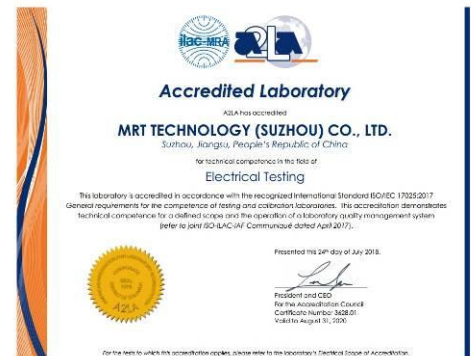 ilac-MRA
A2LA
Accredited Laboratory
A2LA has accredited
MRT TECHNOLOGY (SUZHOU) CO., LTD.
Suzhou, Jiangsu, People's Republic of China
for technical competence in the field of
Electrical Testing
This laboratory is accredited in accordance with the recognized International Standard ISO/IEC 17025:2017
General requirements for the competence of testing and calibration laboratories. This accreditation demonstrates
technical competence for a defined scope and the operation of a laboratory quality management system
(refer to joint ISO-ILAC-IAF Communiqué dated April 2017).
Presented this 24th day of July 2018.
President and CEO
For the Accreditation Council
Certificate Number 3628.01
Valid to August 31, 2020
SEAL
A2LA
For the tests to which this accreditation applies, please refer to the laboratory's Electrical Scope of Accreditation.